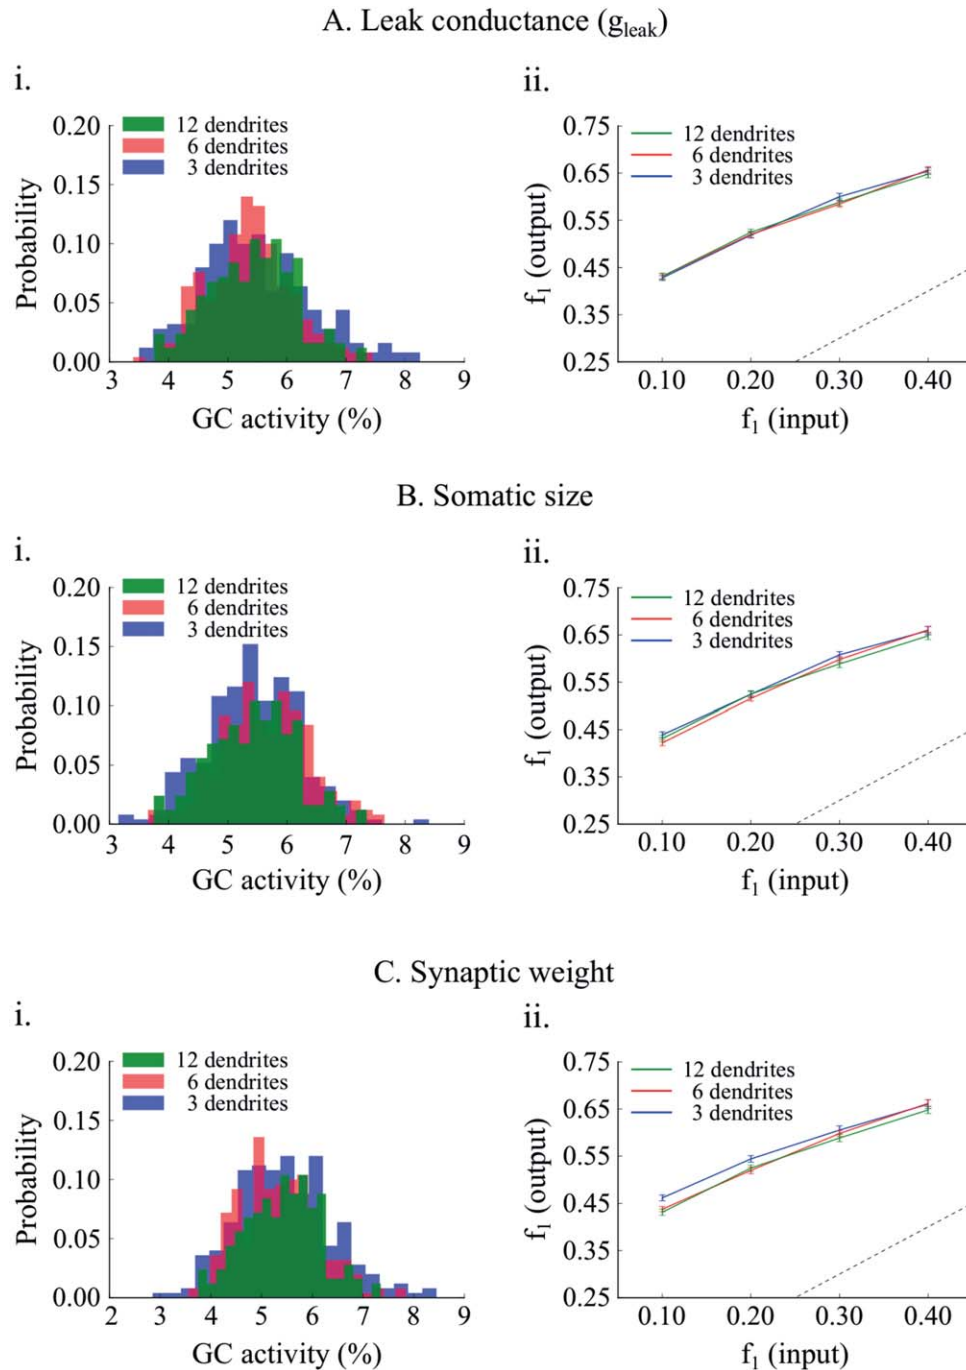 A. Leak conductance (gleak)
i.
ii.
0.20
0.15
0.10
0.05
0.00
Probability
12 dendrites
6 dendrites
3 dendrites
3 4 5 6 7 8 9
GC activity (%)
0.75
0.65
0.55
0.45
0.35
0.25
f1 (output)
12 dendrites
6 dendrites
3 dendrites
0.10 0.20 0.30 0.40
f1 (input)
B. Somatic size
i.
ii.
0.20
0.15
0.10
0.05
0.00
Probability
12 dendrites
6 dendrites
3 dendrites
3 4 5 6 7 8 9
GC activity (%)
0.75
0.65
0.55
0.45
0.35
0.25
f1 (output)
12 dendrites
6 dendrites
3 dendrites
0.10 0.20 0.30 0.40
f1 (input)
C. Synaptic weight
i.
ii.
0.20
0.15
0.10
0.05
0.00
Probability
12 dendrites
6 dendrites
3 dendrites
2 3 4 5 6 7 8 9
GC activity (%)
0.75
0.65
0.55
0.45
0.35
0.25
f1 (output)
12 dendrites
6 dendrites
3 dendrites
0.10 0.20 0.30 0.40
f1 (input)